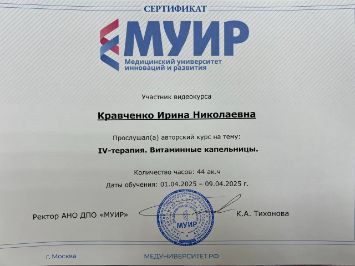 СЕРТИФИКАТ
МУИР
Медицинский университет
инноваций и развития
Участник видеокурса
Кравченко Ирина Николаевна
Прослушал(а) авторский курс на тему:
IV-терапия. Витаминные капельницы.
Количество часов: 44 ак.ч
Даты обучения: 01.04.2025 – 09.04.2025 г.
Ректор АНО ДПО «МУИР»
МУИР
К.А. Тихонова
г. Москва
МЕДУНИВЕРСИТЕТ.РФ